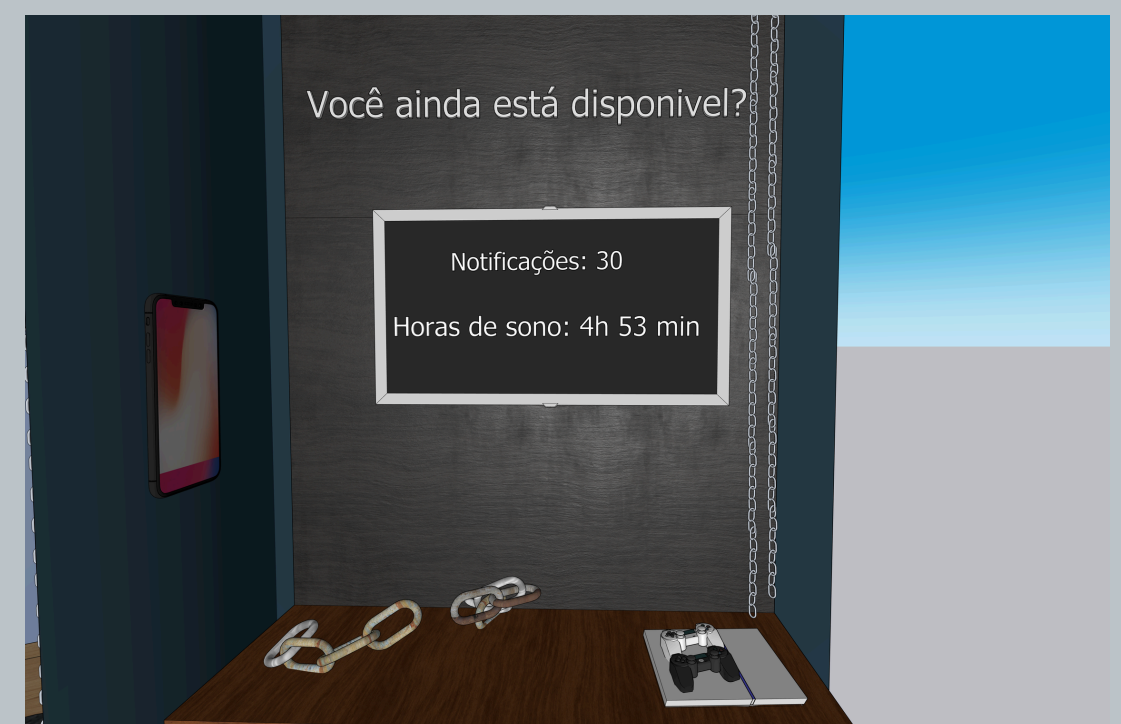 Você ainda está disponivel?
Notificações: 30
Horas de sono: 4h 53 min